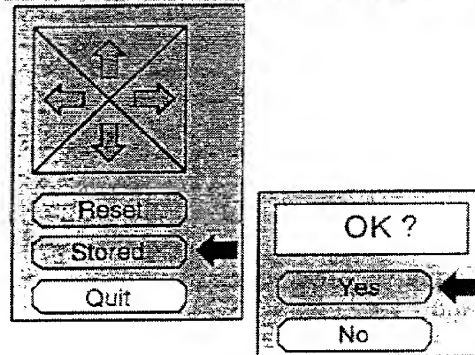 Reset
Stored
Quit
OK ?
Yes
No